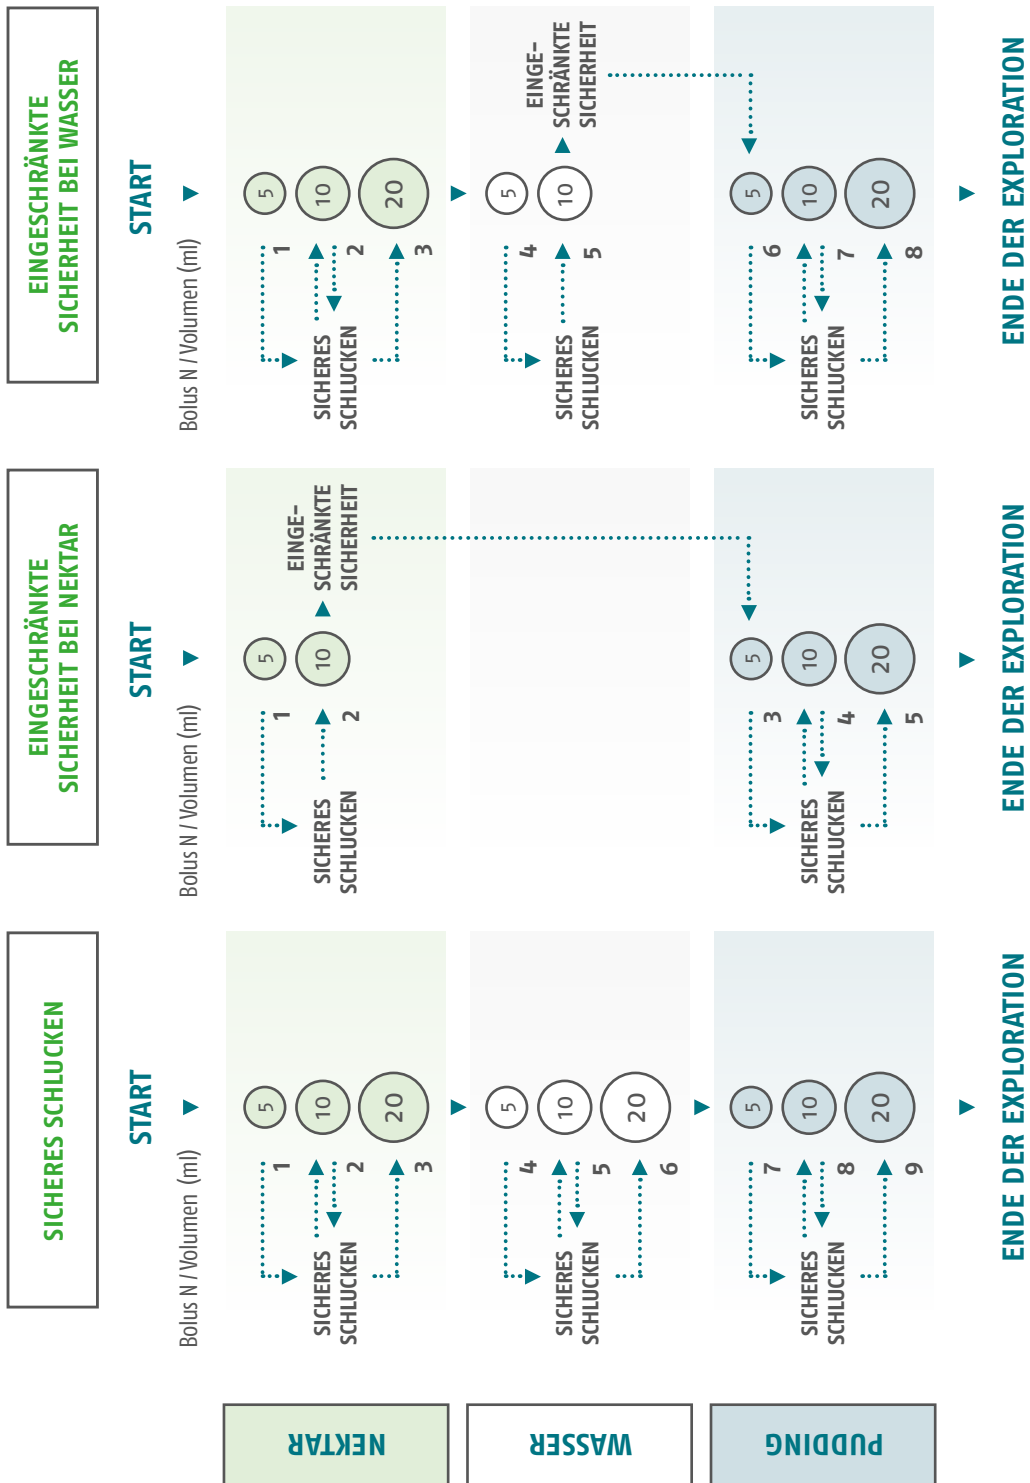 SICHERES SCHLUCKEN
START
Bolus N / Volumen (ml)
NEKTAR
SICHERES
SCHLUCKEN
1
5
2
10
3
20
WASSER
SICHERES
SCHLUCKEN
4
5
5
10
6
20
PUDDING
SICHERES
SCHLUCKEN
7
5
8
10
9
20
ENDE DER EXPLORATION
EINGESCHRÄNKTE
SICHERHEIT BEI NEKTAR
START
Bolus N / Volumen (ml)
SICHERES
SCHLUCKEN
1
5
2
10
EINGE–
SCHRÄNKTE
SICHERHEIT
SICHERES
SCHLUCKEN
3
5
4
10
5
20
ENDE DER EXPLORATION
EINGESCHRÄNKTE
SICHERHEIT BEI WASSER
START
Bolus N / Volumen (ml)
SICHERES
SCHLUCKEN
1
5
2
10
3
20
SICHERES
SCHLUCKEN
4
5
5
10
EINGE–
SCHRÄNKTE
SICHERHEIT
SICHERES
SCHLUCKEN
6
5
7
10
8
20
ENDE DER EXPLORATION